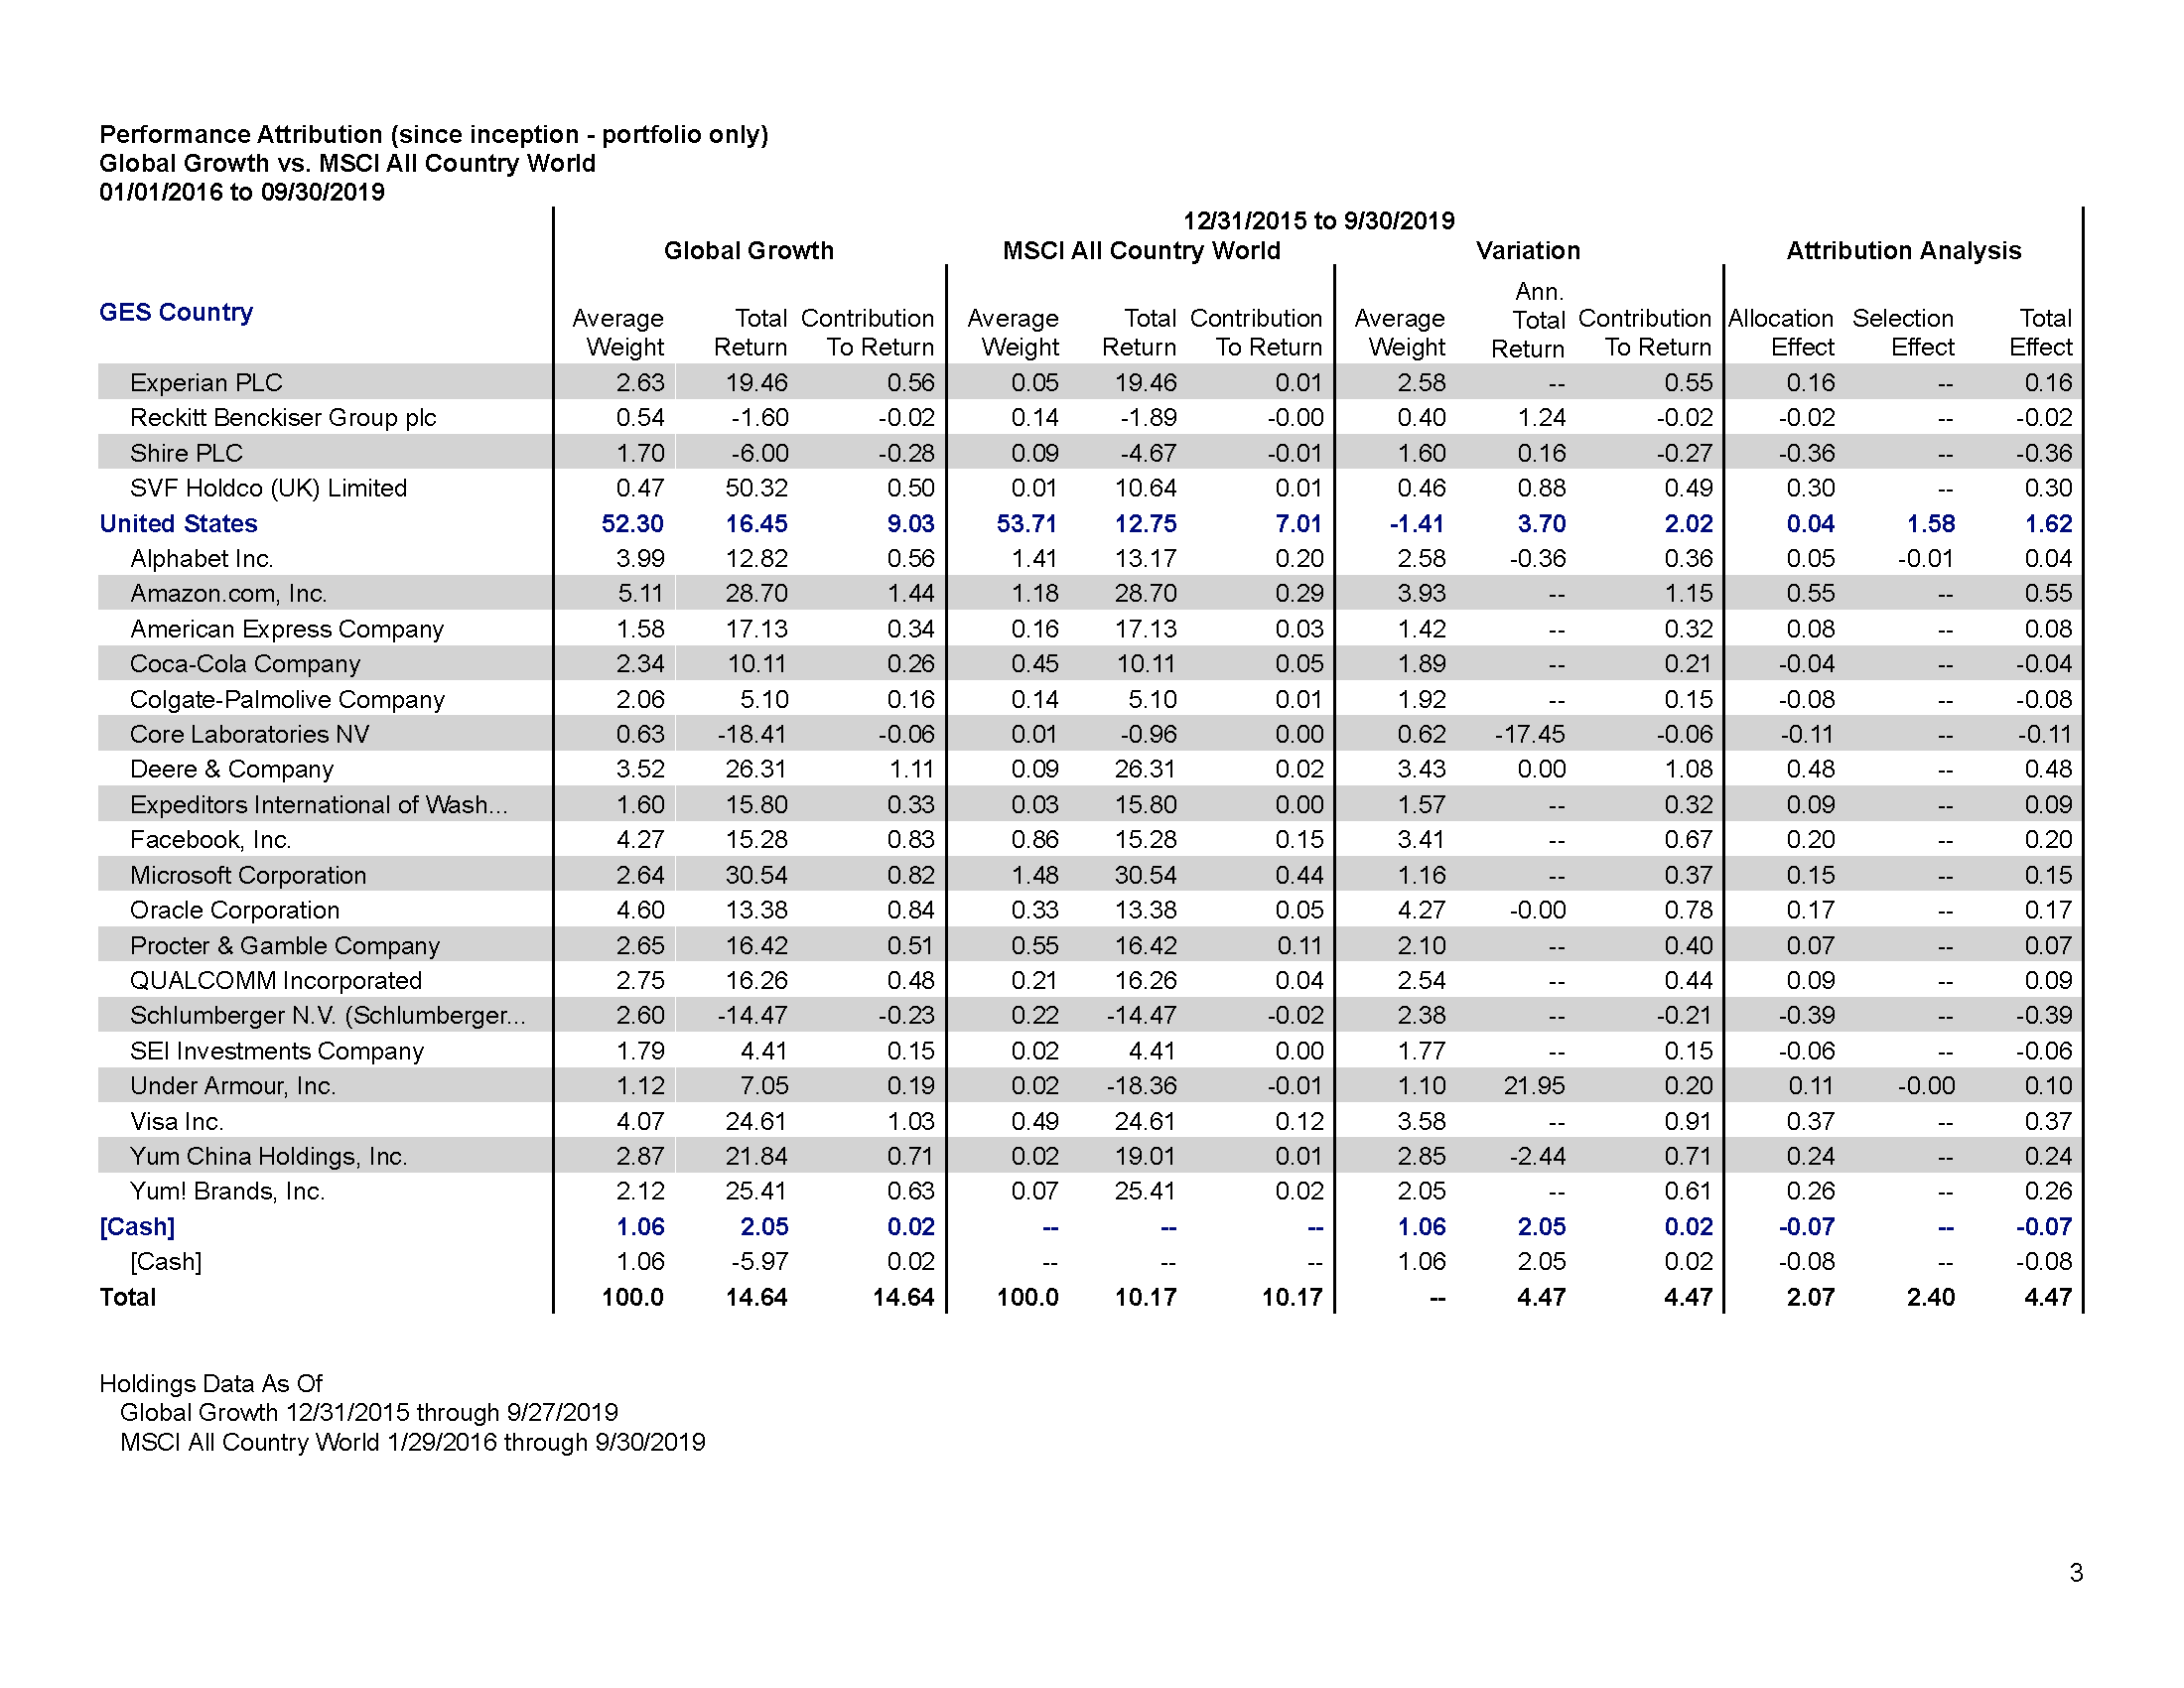 Performance Attribution (since inception - portfolio only)
Global Growth vs. MSCI All Country World
01/01/2016 to 09/30/2019
12/31/2015 to 9/30/2019
Global Growth MSCI All Country World Variation Attribution Analysis
GES Country Average Weight Total Return Contribution To Return Average Weight Total Return Contribution To Return Average Weight Ann. Total Return Contribution To Return Allocation Effect Selection Effect Total Effect
Experian PLC 2.63 19.46 0.56 0.05 19.46 0.01 2.58 -- 0.55 0.16 -- 0.16
Reckitt Benckiser Group plc 0.54 -1.60 -0.02 0.14 -1.89 -0.00 0.40 1.24 -0.02 -0.02 -- -0.02
Shire PLC 1.70 -6.00 -0.28 0.09 -4.67 -0.01 1.60 0.16 -0.27 -0.36 -- -0.36
SVF Holdco (UK) Limited 0.47 50.32 0.50 0.01 10.64 0.01 0.46 0.88 0.49 0.30 -- 0.30
United States 52.30 16.45 9.03 53.71 12.75 7.01 -1.41 3.70 2.02 0.04 1.58 1.62
Alphabet Inc. 3.99 12.82 0.56 1.41 13.17 0.20 2.58 -0.36 0.36 0.05 -0.01 0.04
Amazon.com, Inc. 5.11 28.70 1.44 1.18 28.70 0.29 3.93 -- 1.15 0.55 -- 0.55
American Express Company 1.58 17.13 0.34 0.16 17.13 0.03 1.42 -- 0.32 0.08 -- 0.08
Coca-Cola Company 2.34 10.11 0.26 0.45 10.11 0.05 1.89 -- 0.21 -0.04 -- -0.04
Colgate-Palmolive Company 2.06 5.10 0.16 0.14 5.10 0.01 1.92 -- 0.15 -0.08 -- -0.08
Core Laboratories NV 0.63 -18.41 -0.06 0.01 -0.96 0.00 0.62 -17.45 -0.06 -0.11 -- -0.11
Deere & Company 3.52 26.31 1.11 0.09 26.31 0.02 3.43 0.00 1.08 0.48 -- 0.48
Expeditors International of Wash... 1.60 15.80 0.33 0.03 15.80 0.00 1.57 -- 0.32 0.09 -- 0.09
Facebook, Inc. 4.27 15.28 0.83 0.86 15.28 0.15 3.41 -- 0.67 0.20 -- 0.20
Microsoft Corporation 2.64 30.54 0.82 1.48 30.54 0.44 1.16 -- 0.37 0.15 -- 0.15
Oracle Corporation 4.60 13.38 0.84 0.33 13.38 0.05 4.27 -0.00 0.78 0.17 -- 0.17
Procter & Gamble Company 2.65 16.42 0.51 0.55 16.42 0.11 2.10 -- 0.40 0.07 -- 0.07
QUALCOMM Incorporated 2.75 16.26 0.48 0.21 16.26 0.04 2.54 -- 0.44 0.09 -- 0.09
Schlumberger N.V. (Schlumberger... 2.60 -14.47 -0.23 0.22 -14.47 -0.02 2.38 -- -0.21 -0.39 -- -0.39
SEI Investments Company 1.79 4.41 0.15 0.02 4.41 0.00 1.77 -- 0.15 -0.06 -- -0.06
Under Armour, Inc. 1.12 7.05 0.19 0.02 -18.36 -0.01 1.10 21.95 0.20 0.11 -0.00 0.10
Visa Inc. 4.07 24.61 1.03 0.49 24.61 0.12 3.58 -- 0.91 0.37 -- 0.37
Yum China Holdings, Inc. 2.87 21.84 0.71 0.02 19.01 0.01 2.85 -2.44 0.71 0.24 -- 0.24
Yum! Brands, Inc. 2.12 25.41 0.63 0.07 25.41 0.02 2.05 -- 0.61 0.26 -- 0.26
[Cash] 1.06 2.05 0.02 -- -- -- 1.06 2.05 0.02 -0.07 -- -0.07
[Cash] 1.06 -5.97 0.02 -- -- -- 1.06 2.05 0.02 -0.08 -- -0.08
Total 100.0 14.64 14.64 100.0 10.17 10.17 -- 4.47 4.47 2.07 2.40 4.47
Holdings Data As Of
Global Growth 12/31/2015 through 9/27/2019
MSCI All Country World 1/29/2016 through 9/30/2019
3